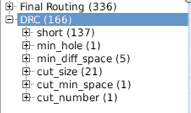 Final Routing (336)
DRC (166)
short (137)
min_hole (1)
min_diff_space (5)
cut_size (21)
cut_min_space (1)
cut_number (1)